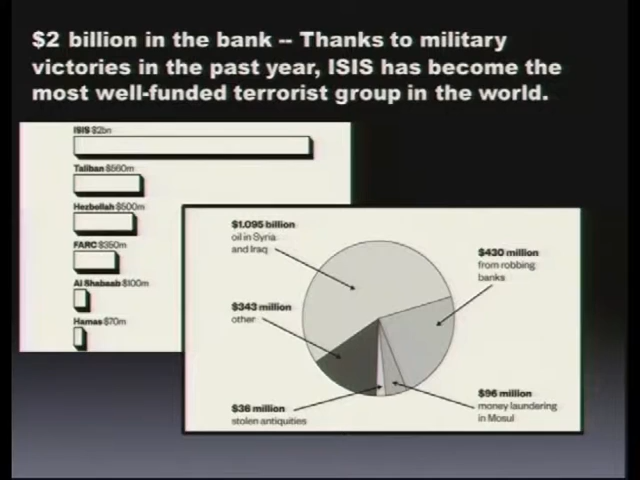 $2 billion in the bank -- Thanks to military
victories in the past year, ISIS has become the
most well-funded terrorist group in the world.
ISIS $2bn
Taliban $560m
Hezbollah $500m
FARC $350m
Al Shabaab $100m
Hamas $70m
$1.095 billion
oil in Syria
and Iraq
$430 million
from robbing
banks
$343 million
other
$36 million
stolen antiquities
$96 million
money laundering
in Mosul